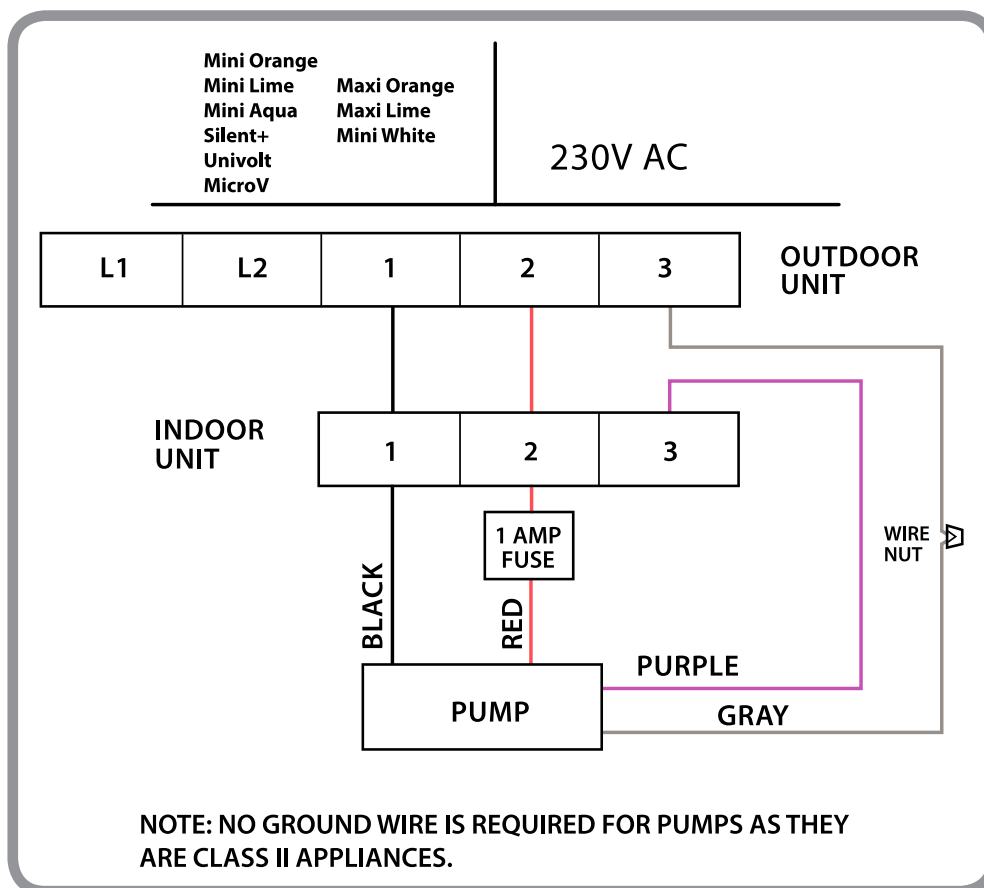 Mini Orange
Mini Lime
Mini Aqua
Silent+
Univolt
MicroV
Maxi Orange
Maxi Lime
Mini White
230V AC
L1
L2
1
2
3
OUTDOOR
UNIT
INDOOR
UNIT
1
2
3
1 AMP
FUSE
WIRE
NUT
BLACK
RED
PURPLE
PUMP
GRAY
NOTE: NO GROUND WIRE IS REQUIRED FOR PUMPS AS THEY
ARE CLASS II APPLIANCES.